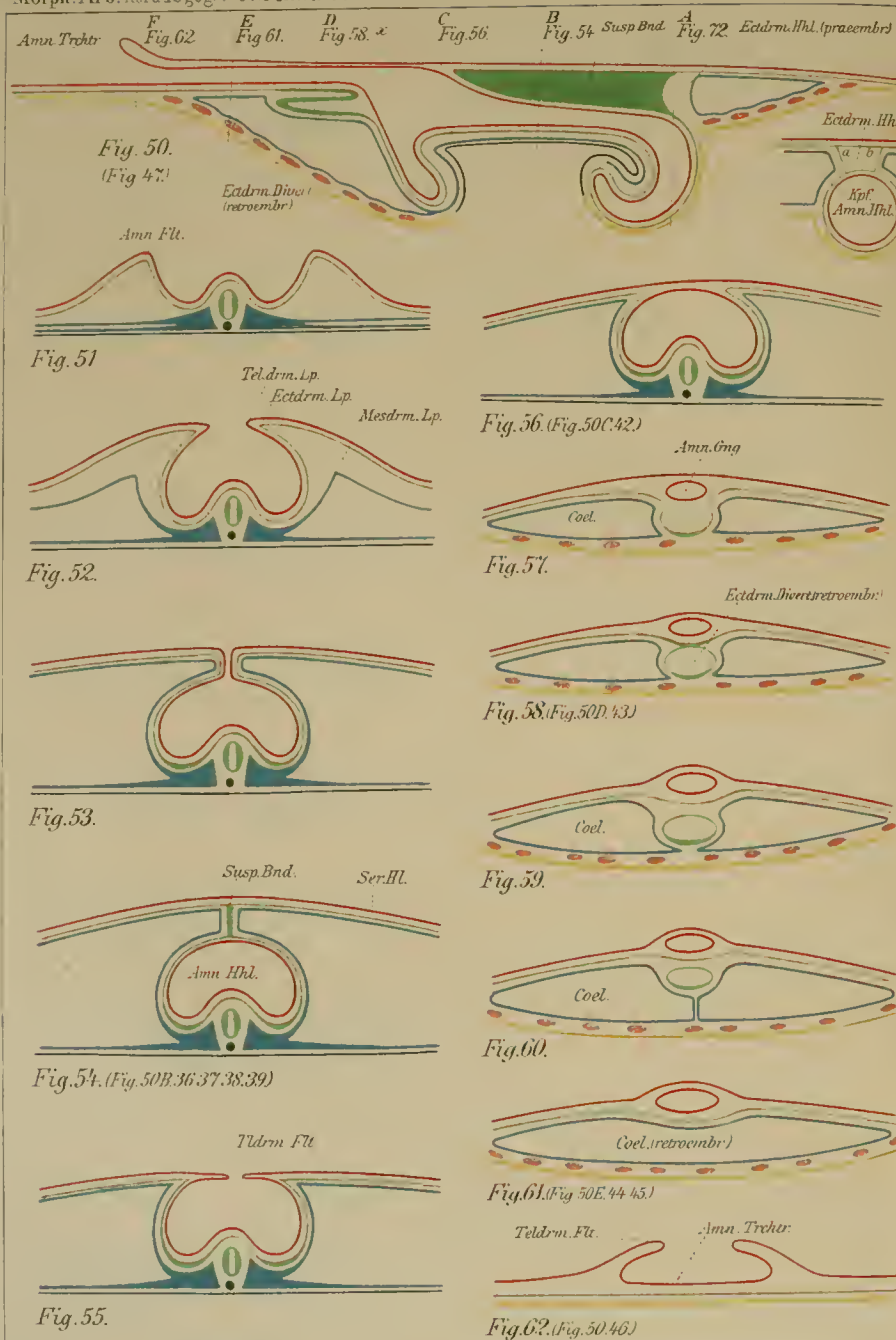 F E D C B A
Amn Trchtr Fig. 62 Fig 61. Fig 58. x Fig. 56. Fig. 54 Susp Bnd. Fig. 72 Ectdrm. Hhl. (praeembr)
Ectdrm. Hh
a b
Kpf.
Amn. Hhl.
Fig. 50.
(Fig 47.)
Ectdrm. Divert
(retroembr)
Amn Flt.
Fig. 51
Tel.drm. Lp.
Ectdrm. Lp.
Mesdrm. Lp.
Fig. 52.
Fig. 53.
Susp. Bnd.
Ser. Hl.
Amn Hhl.
Fig. 54. (Fig. 50B. 36. 37. 38. 39)
Tldrm Flt
Fig. 55.
Fig. 56. (Fig. 50C. 42.)
Amn. Gng
Coel.
Fig. 57.
Ectdrm. Divert. (retroembr.)
Fig. 58. (Fig. 50D. 43.)
Coel.
Fig. 59.
Coel.
Fig. 60.
Coel. (retroembr)
Fig. 61. (Fig 50E. 44 45.)
Teldrm. Flt.
Amn. Trchtr.
Fig. 62. (Fig. 50. 46.)